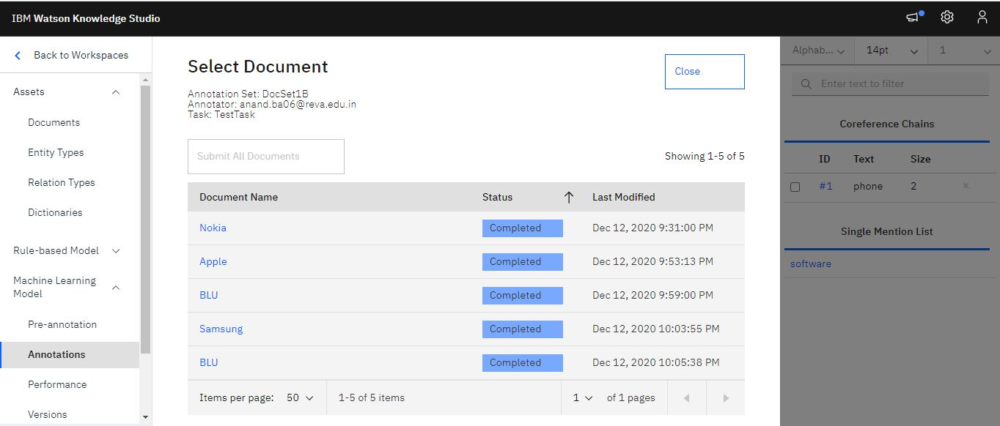 IBM Watson Knowledge Studio
Back to Workspaces
Assets
Documents
Entity Types
Relation Types
Dictionaries
Rule-based Model
Machine Learning
Model
Pre-annotation
Annotations
Performance
Versions
Select Document
Close
Annotation Set: DocSet1B
Annotator: anand.ba06@reva.edu.in
Task: TestTask
Submit All Documents
Showing 1-5 of 5
Document Name Status Last Modified
Nokia Completed Dec 12, 2020 9:31:00 PM
Apple Completed Dec 12, 2020 9:53:13 PM
BLU Completed Dec 12, 2020 9:59:00 PM
Samsung Completed Dec 12, 2020 10:03:55 PM
BLU Completed Dec 12, 2020 10:05:38 PM
Items per page: 50 1-5 of 5 items 1 of 1 pages
Alphab... 14pt 1
Enter text to filter
Coreference Chains
ID Text Size
#1 phone 2 ×
Single Mention List
software